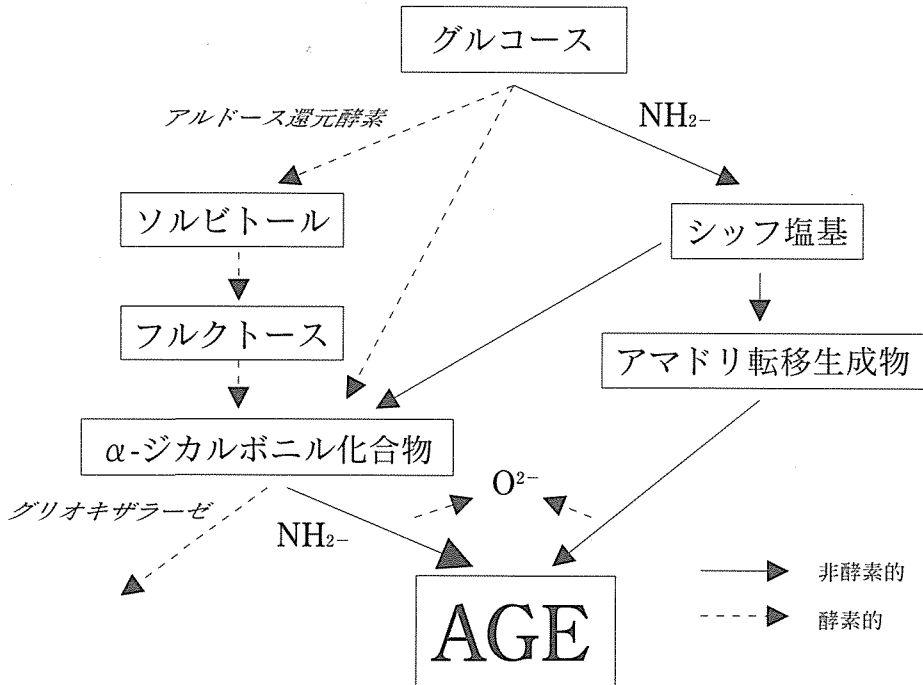 グルコース
アルドース還元酵素
NH₂₋
ソルビトール
シッフ塩基
フルクトース
アマドリ転移生成物
α-ジカルボニル化合物
O²⁻
グリオキザラーゼ
NH₂₋
非酵素的
AGE
酵素的